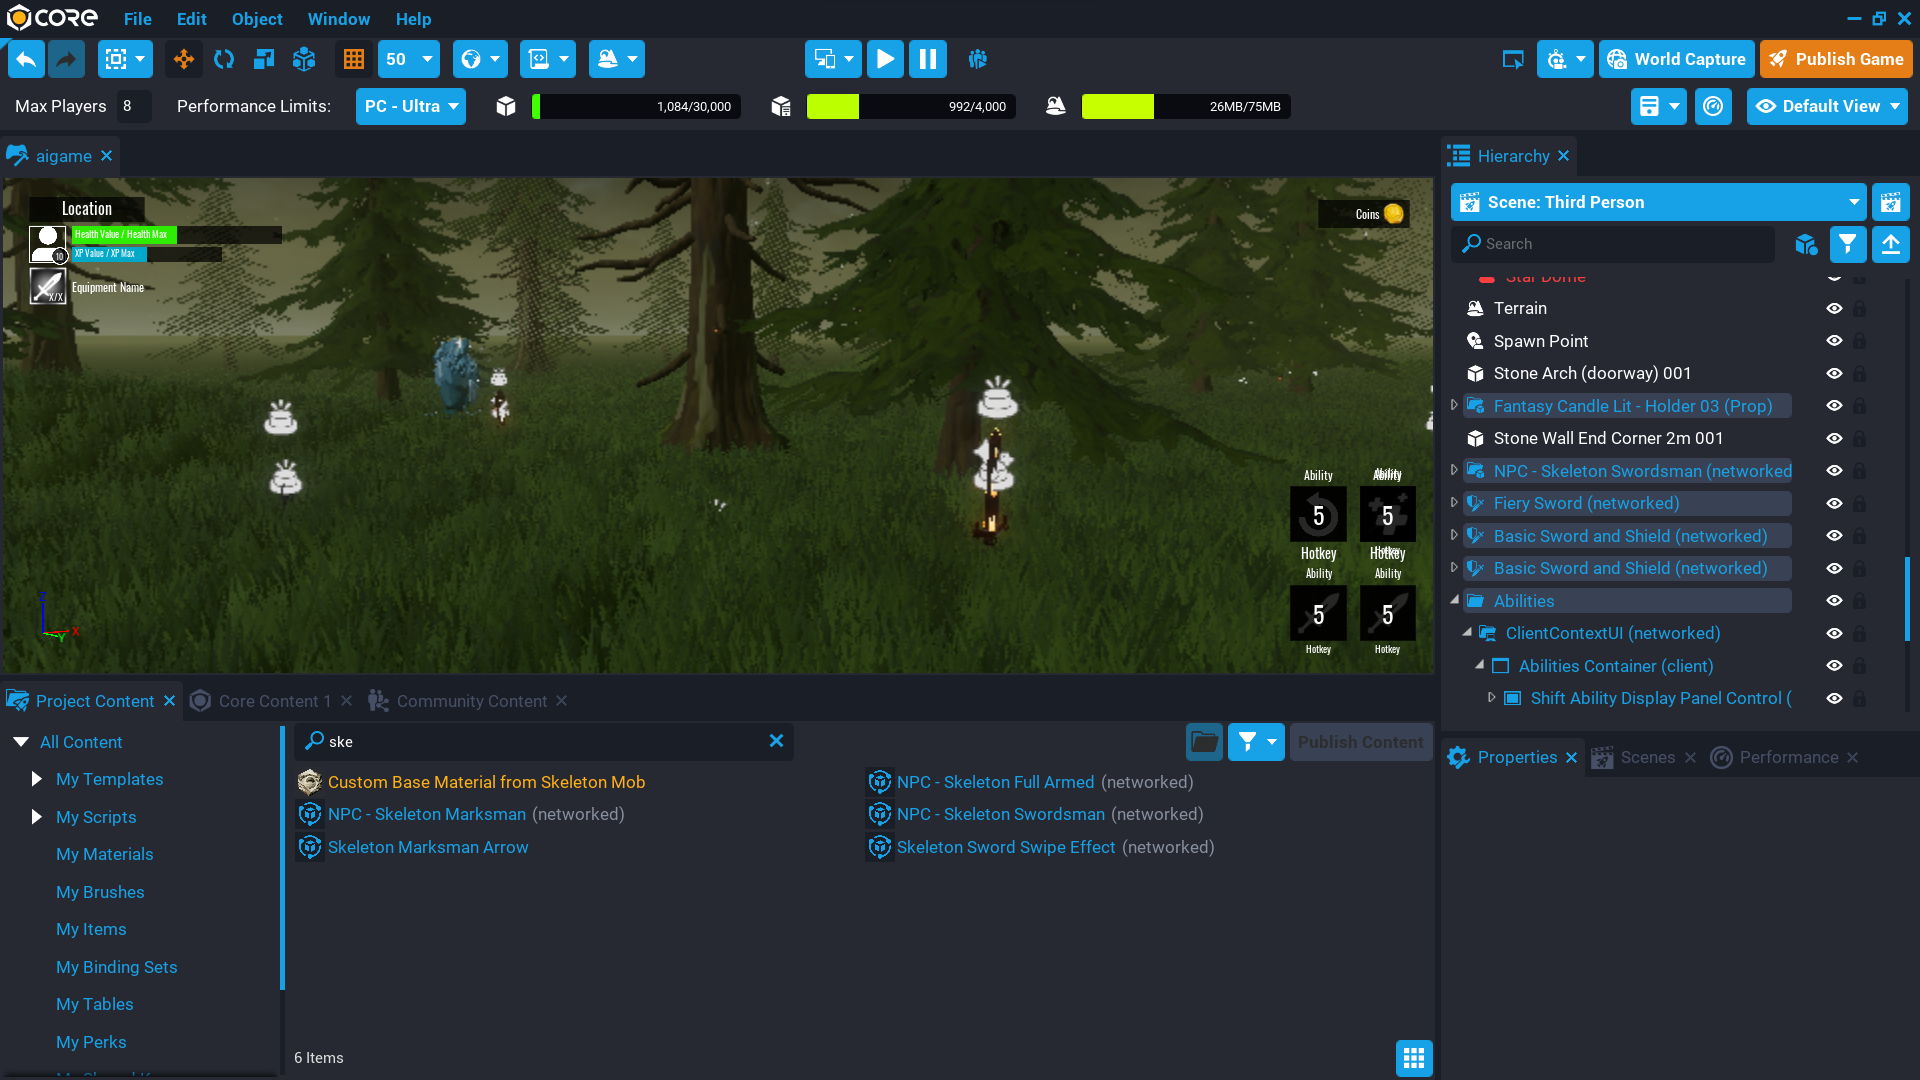 CORE File Edit Object Window Help
50 World Capture Publish Game
Max Players 8 Performance Limits: PC - Ultra 1,084/30,000 992/4,000 26MB/75MB Default View
aigame
Location
Health Value / Health Max
XP Value / XP Max
10
X/X Equipment Name
Coins
Ability Ability
5 5
Hotkey Hotkey
Ability Ability
5 5
Hotkey Hotkey
Z
X
Y
Hierarchy
Scene: Third Person
Search
Star Dome
Terrain
Spawn Point
Stone Arch (doorway) 001
Fantasy Candle Lit - Holder 03 (Prop)
Stone Wall End Corner 2m 001
NPC - Skeleton Swordsman (networked
Fiery Sword (networked)
Basic Sword and Shield (networked)
Basic Sword and Shield (networked)
Abilities
ClientContextUI (networked)
Abilities Container (client)
Shift Ability Display Panel Control (
Project Content Core Content 1 Community Content
All Content
My Templates
My Scripts
My Materials
My Brushes
My Items
My Binding Sets
My Tables
My Perks
ske
Publish Content
Custom Base Material from Skeleton Mob
NPC - Skeleton Full Armed (networked)
NPC - Skeleton Marksman (networked)
NPC - Skeleton Swordsman (networked)
Skeleton Marksman Arrow
Skeleton Sword Swipe Effect (networked)
6 Items
Properties Scenes Performance